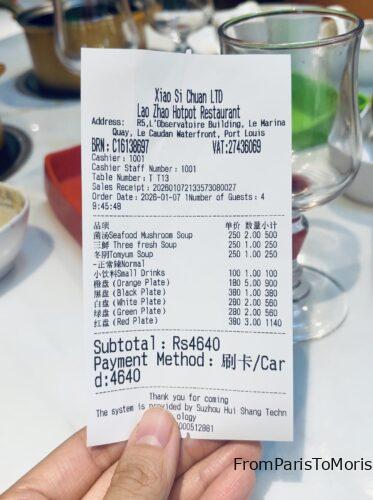 Xiao Si Chuan LTD
Lao Zhao Hotpot Restaurant
Address: R5,L'Observatoire Building, Le Marina
Quay, Le Caudan Waterfront, Port Louis
BRN:C16138697 VAT:27436069
Cashier: 1001
Cashier Staff Number: 1001
Table Number:T T13
Sales Receipt:202601072133573080027
Order Date:2026-01-07 1Number of Guests:4
9:45:48
品项 单价 数量小计
菌汤Seafood Mushroom Soup 250 2.00 500
三鲜 Three fresh Soup 250 1.00 250
冬阴Tomyum Soup 250 1.00 250
-正常辣Normal
小饮料Small Drinks 100 1.00 100
橙盘(Orange Plate) 180 5.00 900
黑盘(Black Plate) 380 1.00 380
白盘(White Plate) 280 2.00 560
绿盘(Green Plate) 280 2.00 560
红盘(Red Plate) 380 3.00 1140
Subtotal:Rs4640
Payment Method:刷卡/Car
d:4640
Thank you for coming
The system is provided by Suzhou Hui Shang Techn
ology
000512881
FromParisToMoris